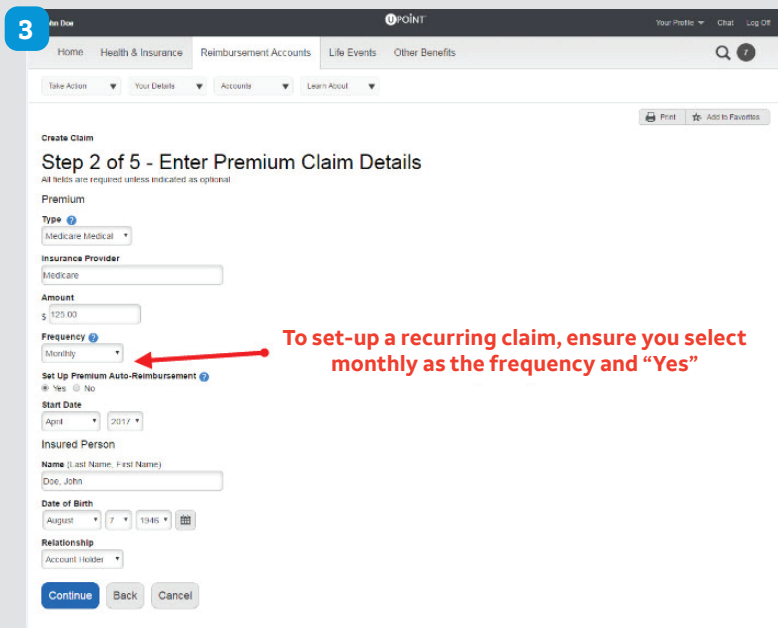 3
hn Doe
UPOINT
Your Profile Chat Log Off
Home Health & Insurance Reimbursement Accounts Life Events Other Benefits
7
Take Action Your Details Accounts Learn About
Print Add to Favorites
Create Claim
Step 2 of 5 - Enter Premium Claim Details
All fields are required unless indicated as optional
Premium
Type ?
Medicare Medical
Insurance Provider
Medicare
Amount
$ 125.00
Frequency ?
Monthly
To set-up a recurring claim, ensure you select
monthly as the frequency and “Yes”
Set Up Premium Auto-Reimbursement ?
Yes No
Start Date
April 2017
Insured Person
Name (Last Name, First Name)
Doe, John
Date of Birth
August 7 1946
Relationship
Account Holder
Continue Back Cancel